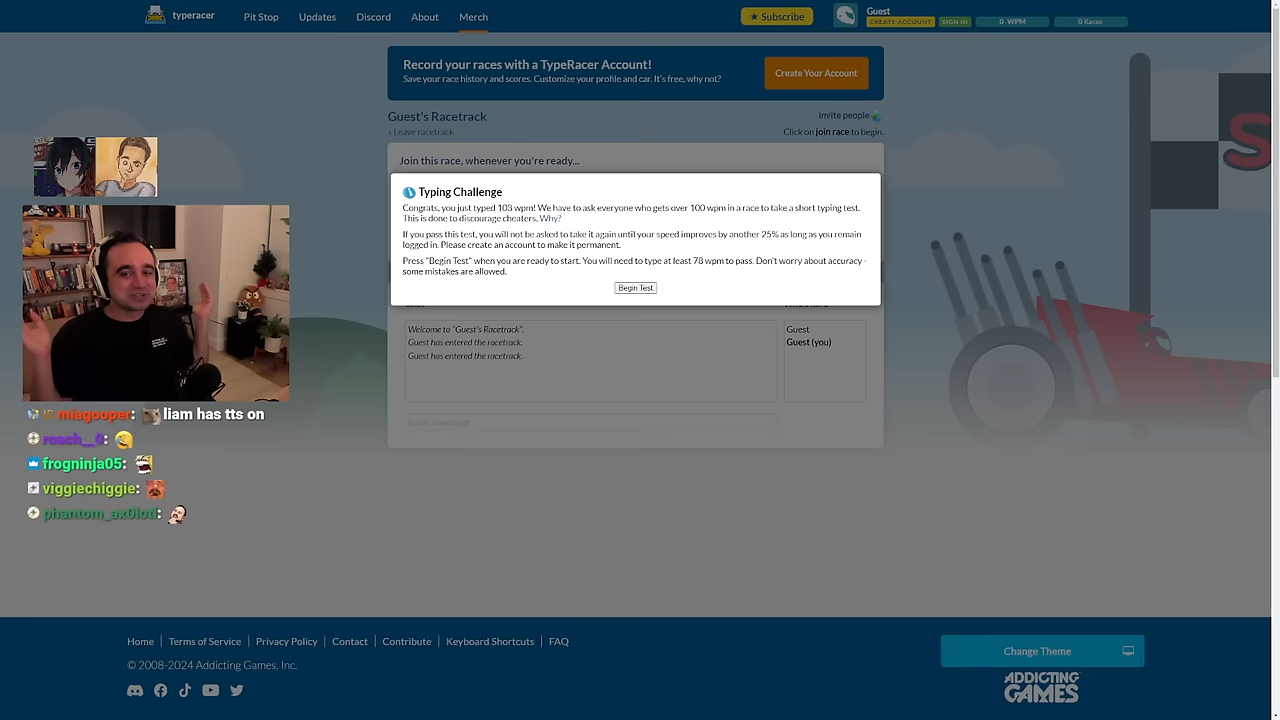 typeracer
Pit Stop
Updates
Discord
About
Merch
★ Subscribe
Guest
CREATE ACCOUNT
SIGN IN
0 WPM
0 Races
Record your races with a TypeRacer Account!
Save your race history and scores. Customize your profile and car. It's free, why not?
Create Your Account
Guest's Racetrack
invite people
« Leave racetrack
Click on join race to begin.
Join this race, whenever you're ready...
Typing Challenge
Congrats, you just typed 103 wpm! We have to ask everyone who gets over 100 wpm in a race to take a short typing test.
This is done to discourage cheaters. Why?
If you pass this test, you will not be asked to take it again until your speed improves by another 25% as long as you remain
logged in. Please create an account to make it permanent.
Press "Begin Test" when you are ready to start. You will need to type at least 78 wpm to pass. Don't worry about accuracy -
some mistakes are allowed.
Begin Test
Welcome to "Guest's Racetrack".
Guest has entered the racetrack.
Guest has entered the racetrack.
Guest
Guest (you)
miagooper: liam has tts on
roach__0:
frogninja05:
viggiechiggie:
phantom_ax0lotl:
Home
Terms of Service
Privacy Policy
Contact
Contribute
Keyboard Shortcuts
FAQ
© 2008-2024 Addicting Games, Inc.
Change Theme
ADDICTING
GAMES